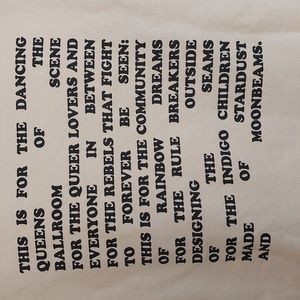 THIS IS FOR THE DANCING
QUEENS OF THE
BALLROOM SCENE
FOR THE QUEER LOVERS AND
EVERYONE IN BETWEEN
FOR THE REBELS THAT FIGHT
TO FOREVER BE SEEN:
THIS IS FOR THE COMMUNITY
OF RAINBOW DREAMS
FOR THE RULE BREAKERS
DESIGNING OUTSIDE
OF THE SEAMS
FOR THE INDIGO CHILDREN
MADE OF STARDUST
AND MOONBEAMS.